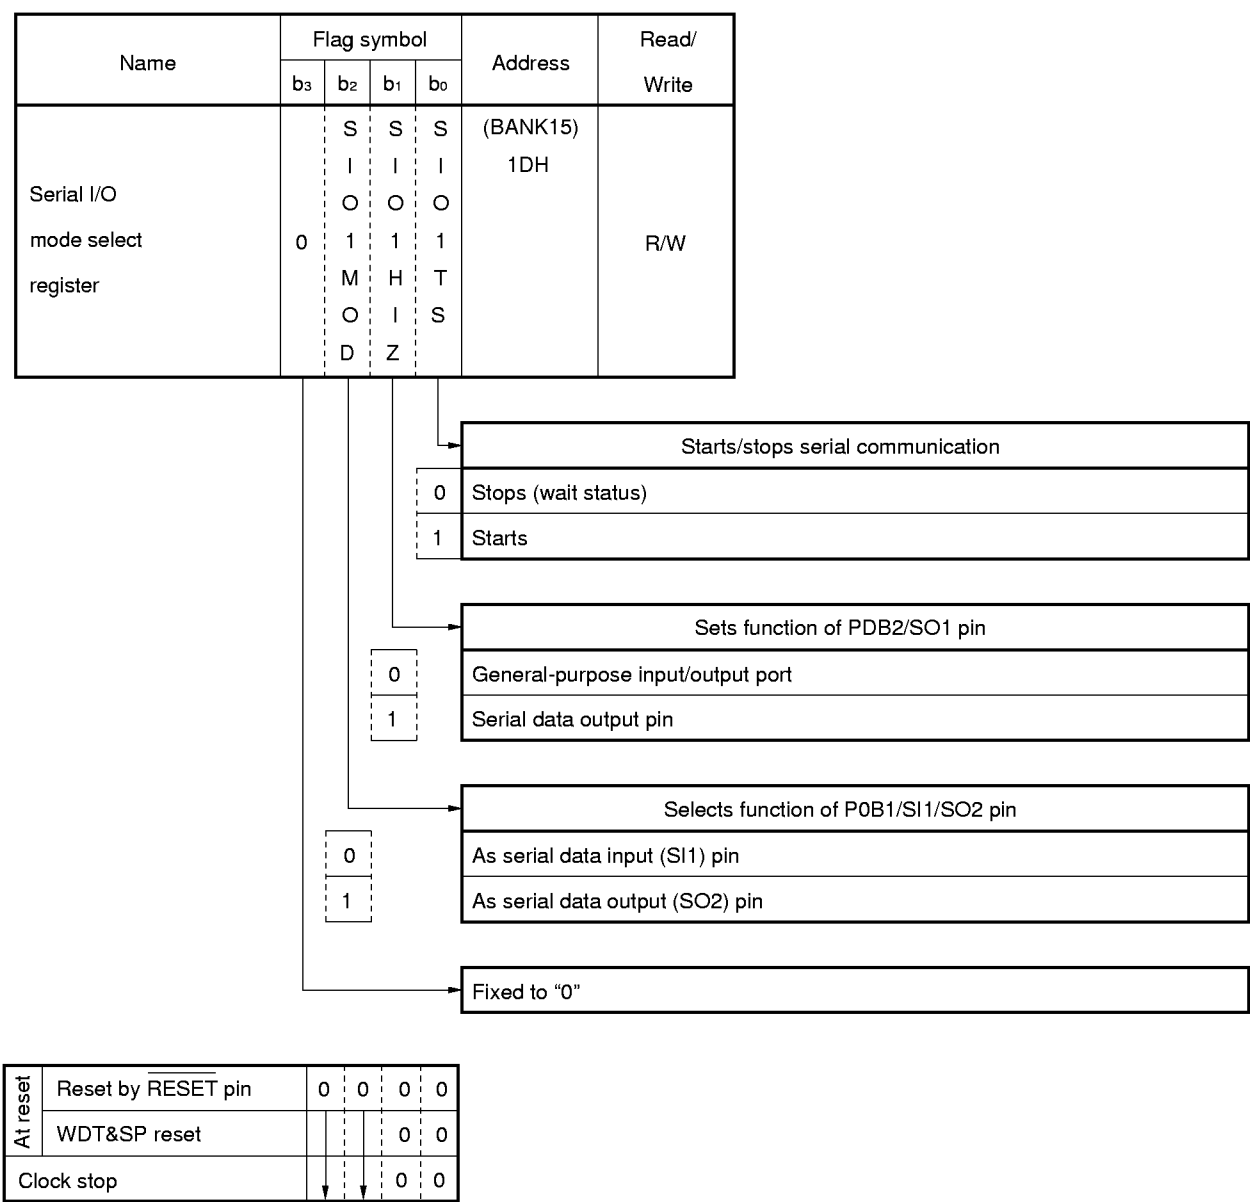 Name
Flag symbol
Address
Read/
Write
b3 b2 b1 b0
Serial I/O
mode select
register
0
SIO1MOD
SIO1HIZ
SIO1TS
(BANK15)
1DH
R/W
Starts/stops serial communication
0 Stops (wait status)
1 Starts
Sets function of PDB2/SO1 pin
0 General-purpose input/output port
1 Serial data output pin
Selects function of P0B1/SI1/SO2 pin
0 As serial data input (SI1) pin
1 As serial data output (SO2) pin
Fixed to “0”
At reset
Reset by RESET pin 0 0 0 0
WDT&SP reset 0 0
Clock stop 0 0